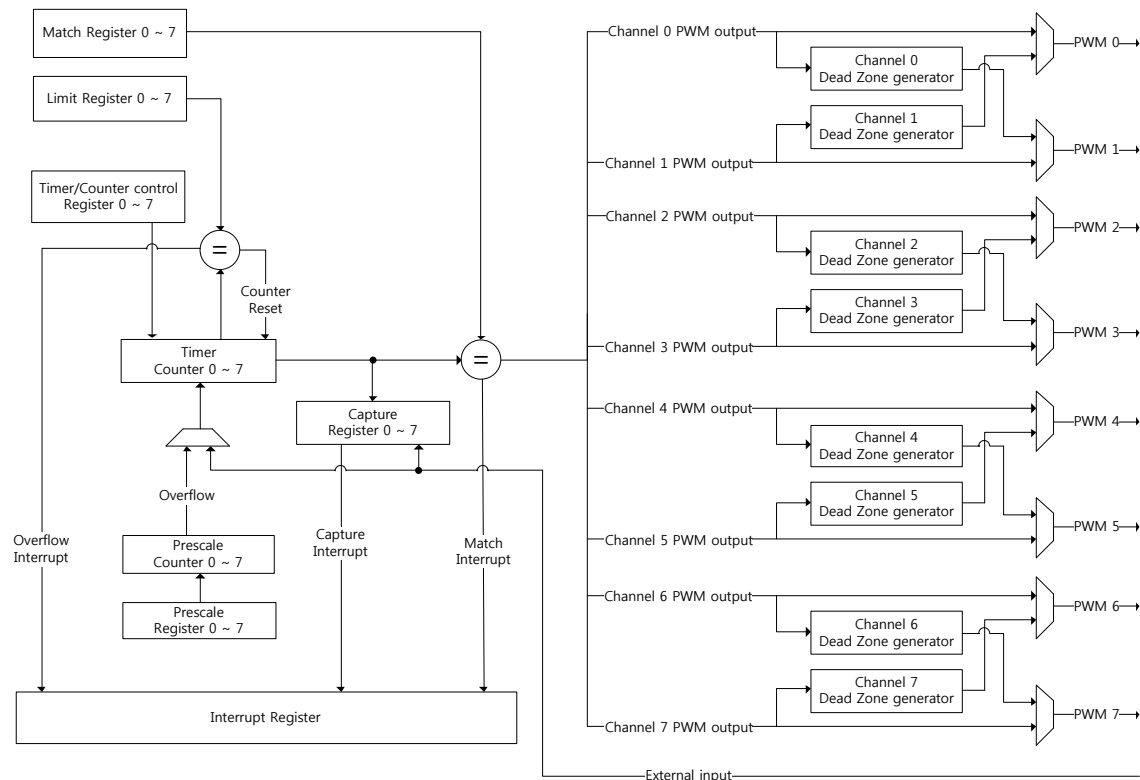 Match Register 0 ~ 7
Limit Register 0 ~ 7
Timer/Counter control
Register 0 ~ 7
=
Counter
Reset
Timer
Counter 0 ~ 7
=
Capture
Register 0 ~ 7
Overflow
Overflow
Interrupt
Prescale
Counter 0 ~ 7
Prescale
Register 0 ~ 7
Capture
Interrupt
Match
Interrupt
Interrupt Register
Channel 0 PWM output
Channel 0
Dead Zone generator
PWM 0
Channel 1
Dead Zone generator
Channel 1 PWM output
PWM 1
Channel 2 PWM output
Channel 2
Dead Zone generator
PWM 2
Channel 3
Dead Zone generator
Channel 3 PWM output
PWM 3
Channel 4 PWM output
Channel 4
Dead Zone generator
PWM 4
Channel 5
Dead Zone generator
Channel 5 PWM output
PWM 5
Channel 6 PWM output
Channel 6
Dead Zone generator
PWM 6
Channel 7
Dead Zone generator
Channel 7 PWM output
PWM 7
External input